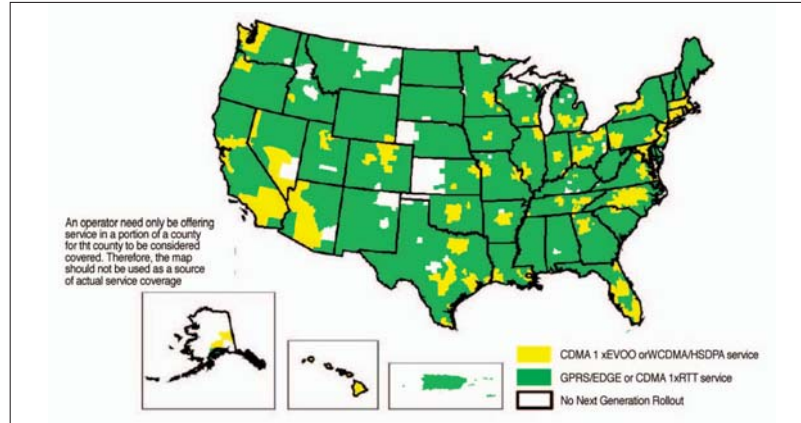 An operator need only be offering
service in a portion of a county
for tht county to be considered
covered. Therefore, the map
should not be used as a source
of actual service coverage
CDMA 1 xEVOO orWCDMA/HSDPA service
GPRS/EDGE or CDMA 1xRTT service
No Next Generation Rollout